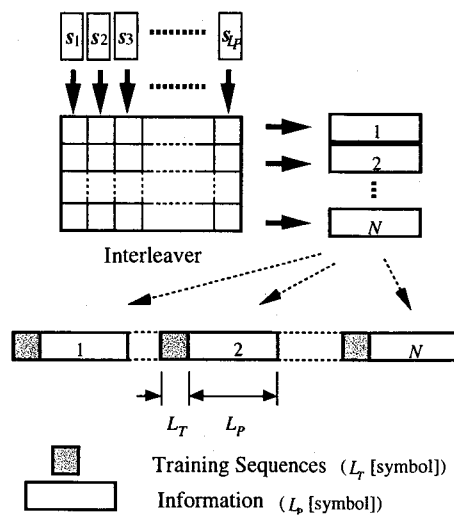 s1 s2 s3 sLP
1
2
N
Interleaver
1 2 N
LT LP
Training Sequences (LT [symbol])
Information (LP [symbol])